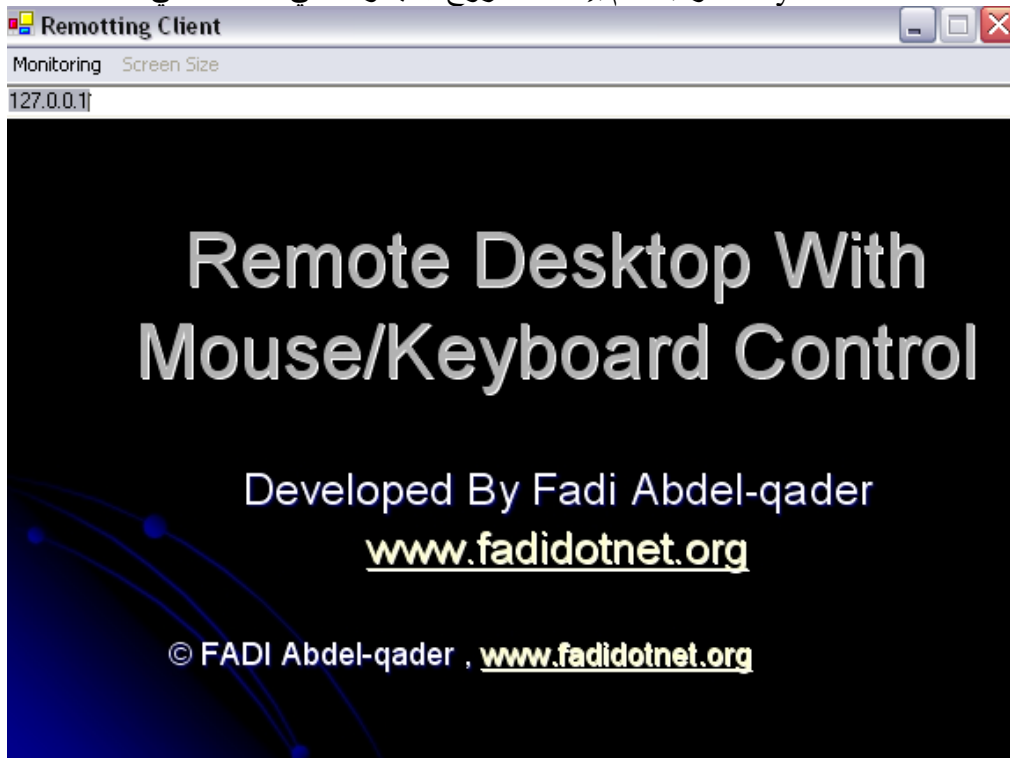 Remotting Client
Monitoring Screen Size
127.0.0.1
Remote Desktop With
Mouse/Keyboard Control
Developed By Fadi Abdel-qader
www.fadidotnet.org
© FADI Abdel-qader , www.fadidotnet.org